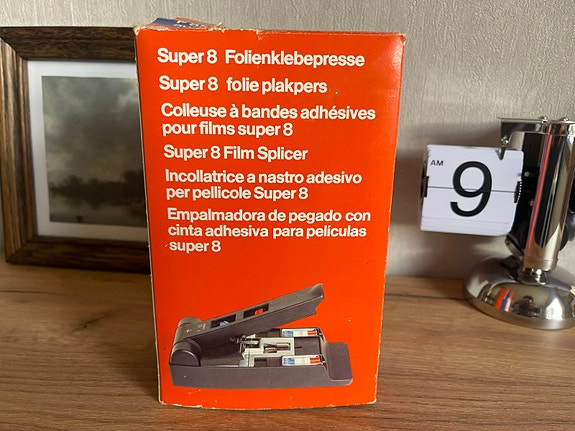 Super 8 Folienklebepresse
Super 8 folie plakpers
Colleuse à bandes adhésives
pour films super 8
Super 8 Film Splicer
Incollatrice a nastro adesivo
per pellicole Super 8
Empalmadora de pegado con
cinta adhesiva para películas
super 8
AM
9